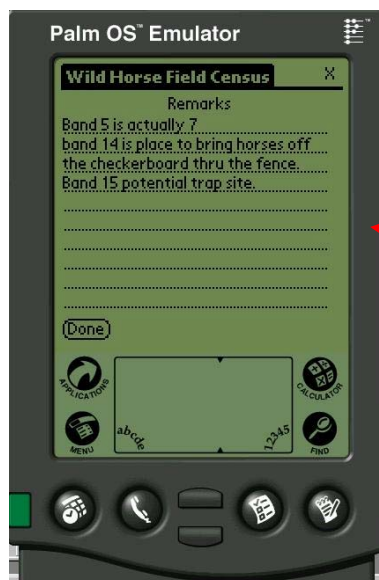 Palm OS™ Emulator
Wild Horse Field Census X
Remarks
Band 5 is actually 7
band 14 is place to bring horses off
the checkerboard thru the fence.
Band 15 potential trap site.
Done
APPLICATIONS
CALCULATOR
abcde
12345
MENU
FIND